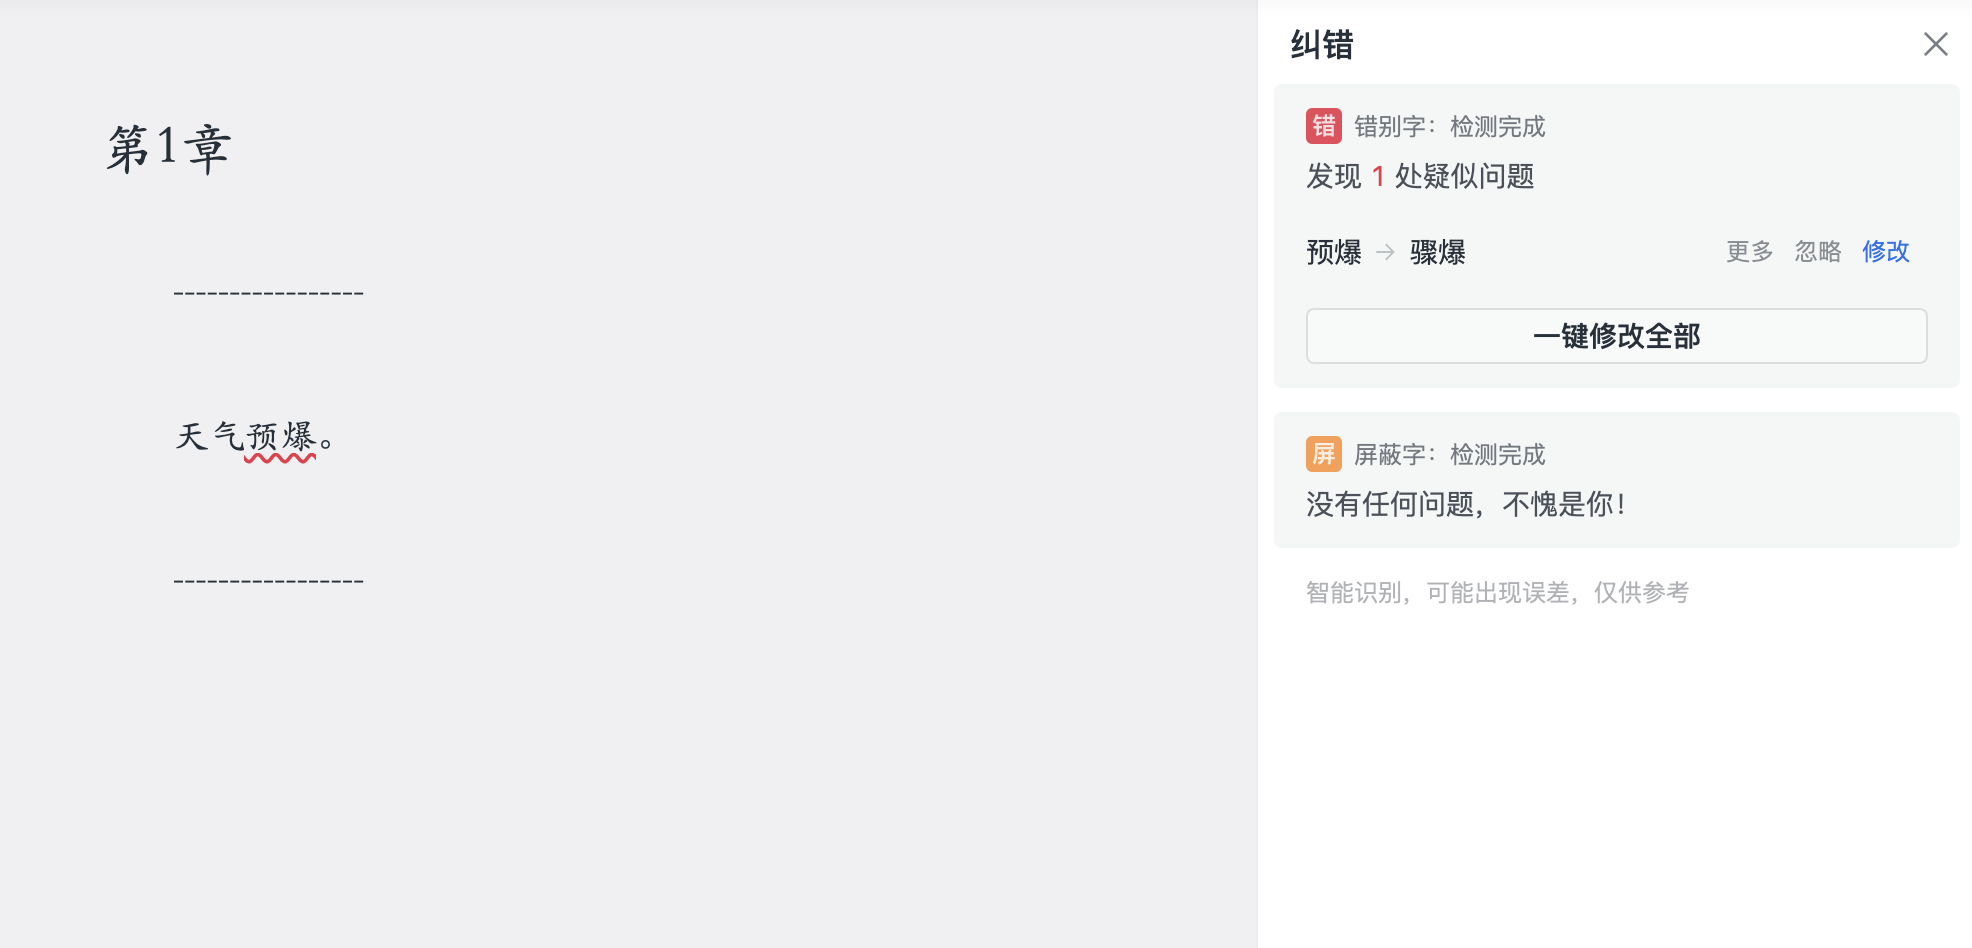 第1章
-----------------
天气预爆。
-----------------
纠错
错 错别字：检测完成
发现 1 处疑似问题
预爆 → 骤爆 更多 忽略 修改
一键修改全部
屏 屏蔽字：检测完成
没有任何问题，不愧是你！
智能识别，可能出现误差，仅供参考